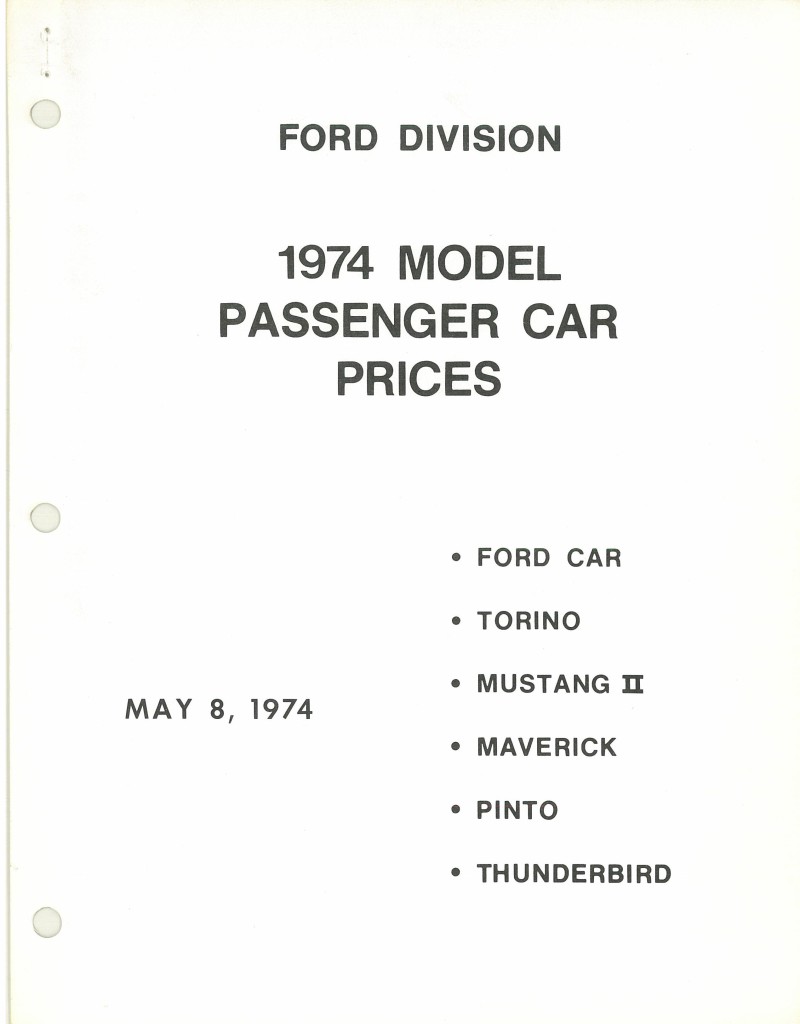 FORD DIVISION
1974 MODEL
PASSENGER CAR
PRICES
• FORD CAR
• TORINO
• MUSTANG II
MAY 8, 1974
• MAVERICK
• PINTO
• THUNDERBIRD